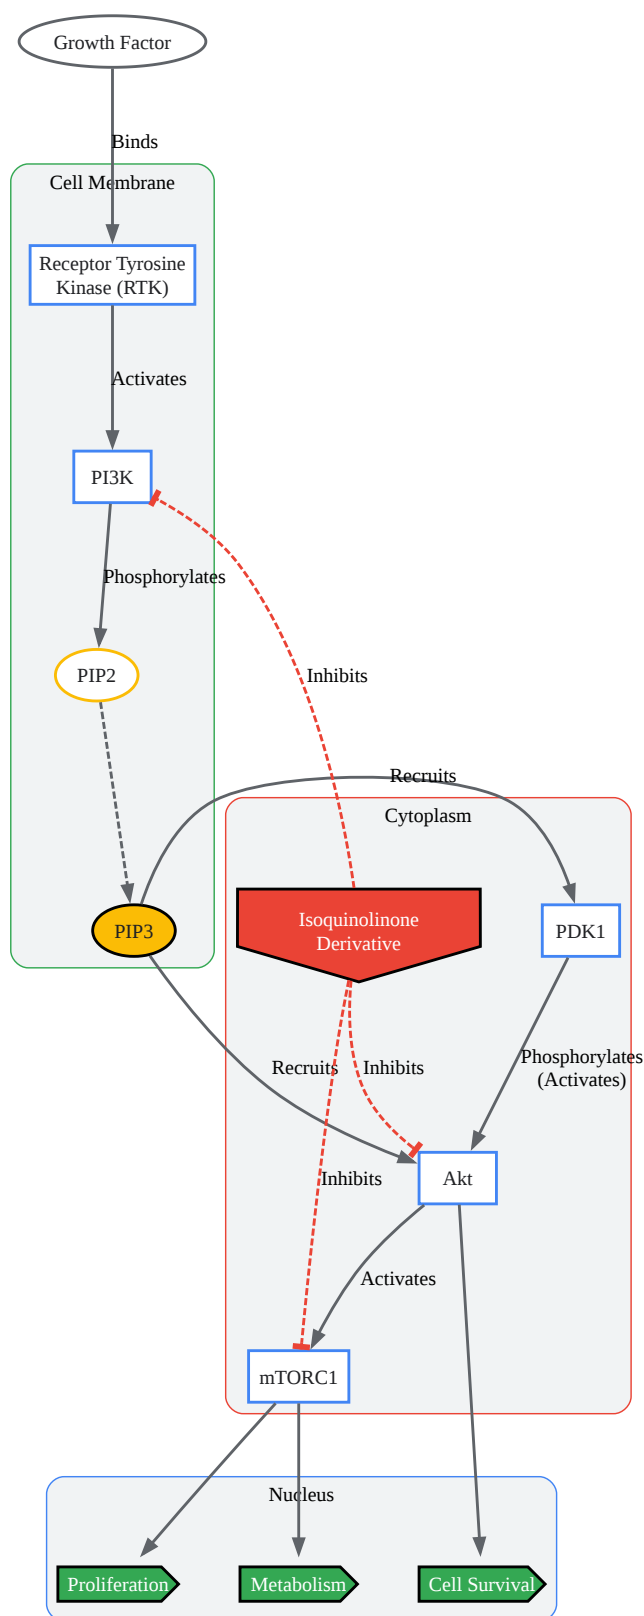 Growth Factor
Binds
Cell Membrane
Receptor Tyrosine
Kinase (RTK)
Activates
PI3K
Phosphorylates
PIP2
Inhibits
Recruits
Cytoplasm
Isoquinolinone
Derivative
PIP3
PDK1
Recruits
Inhibits
Phosphorylates
(Activates)
Inhibits
Akt
Activates
mTORC1
Nucleus
Proliferation
Metabolism
Cell Survival